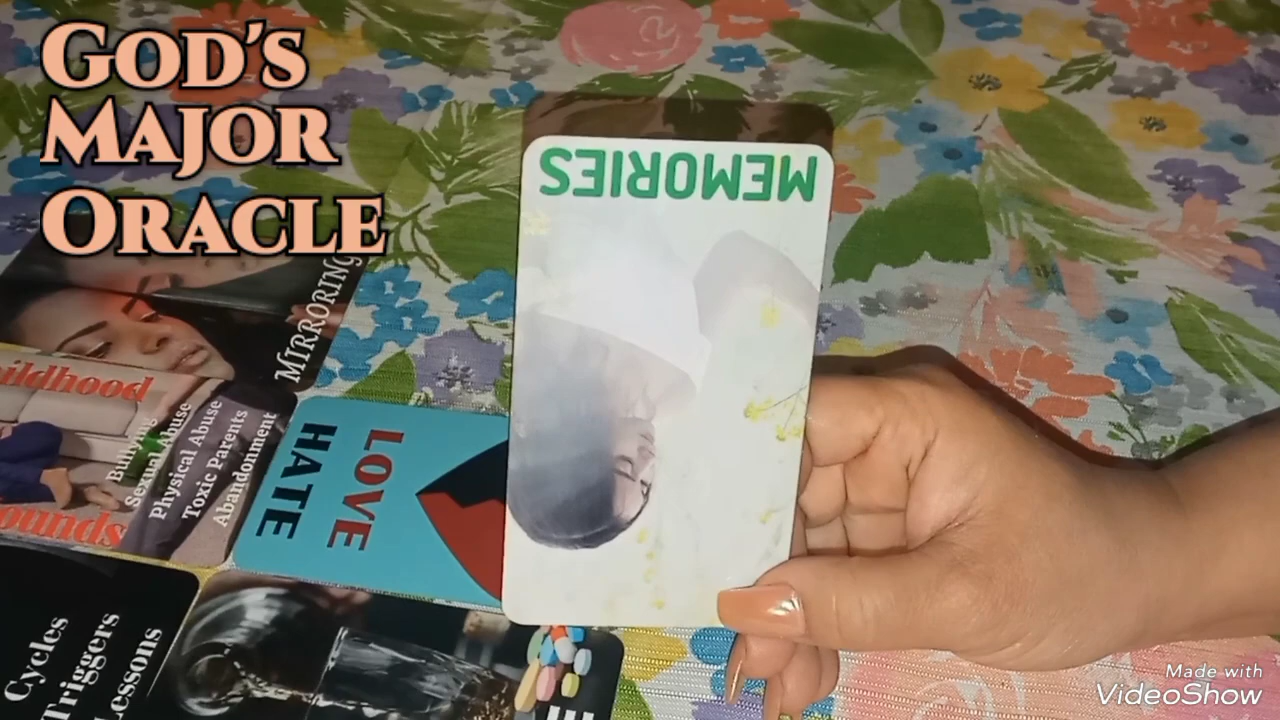 GOD'S
MAJOR
ORACLE
MEMORIES
MIRRORING
ildhood
Bullying
Sexual Abuse
Physical Abuse
Toxic Parents
Abandonment
ounds
LOVE
HATE
Cycles
Triggers
Lessons
Made with
VideoShow